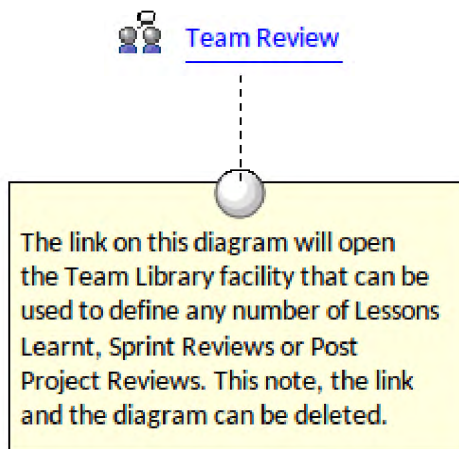 Team Review
The link on this diagram will open
the Team Library facility that can be
used to define any number of Lessons
Learnt, Sprint Reviews or Post
Project Reviews. This note, the link
and the diagram can be deleted.